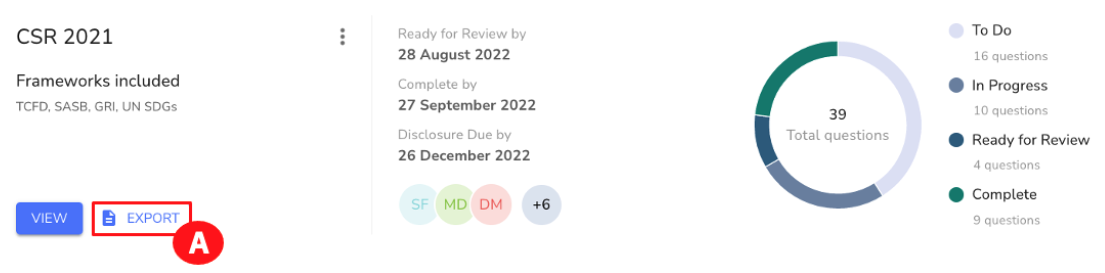 CSR 2021
Frameworks included
TCFD, SASB, GRI, UN SDGs
VIEW
EXPORT
A
Ready for Review by
28 August 2022
Complete by
27 September 2022
Disclosure Due by
26 December 2022
SF MD DM +6
39
Total questions
To Do
16 questions
In Progress
10 questions
Ready for Review
4 questions
Complete
9 questions